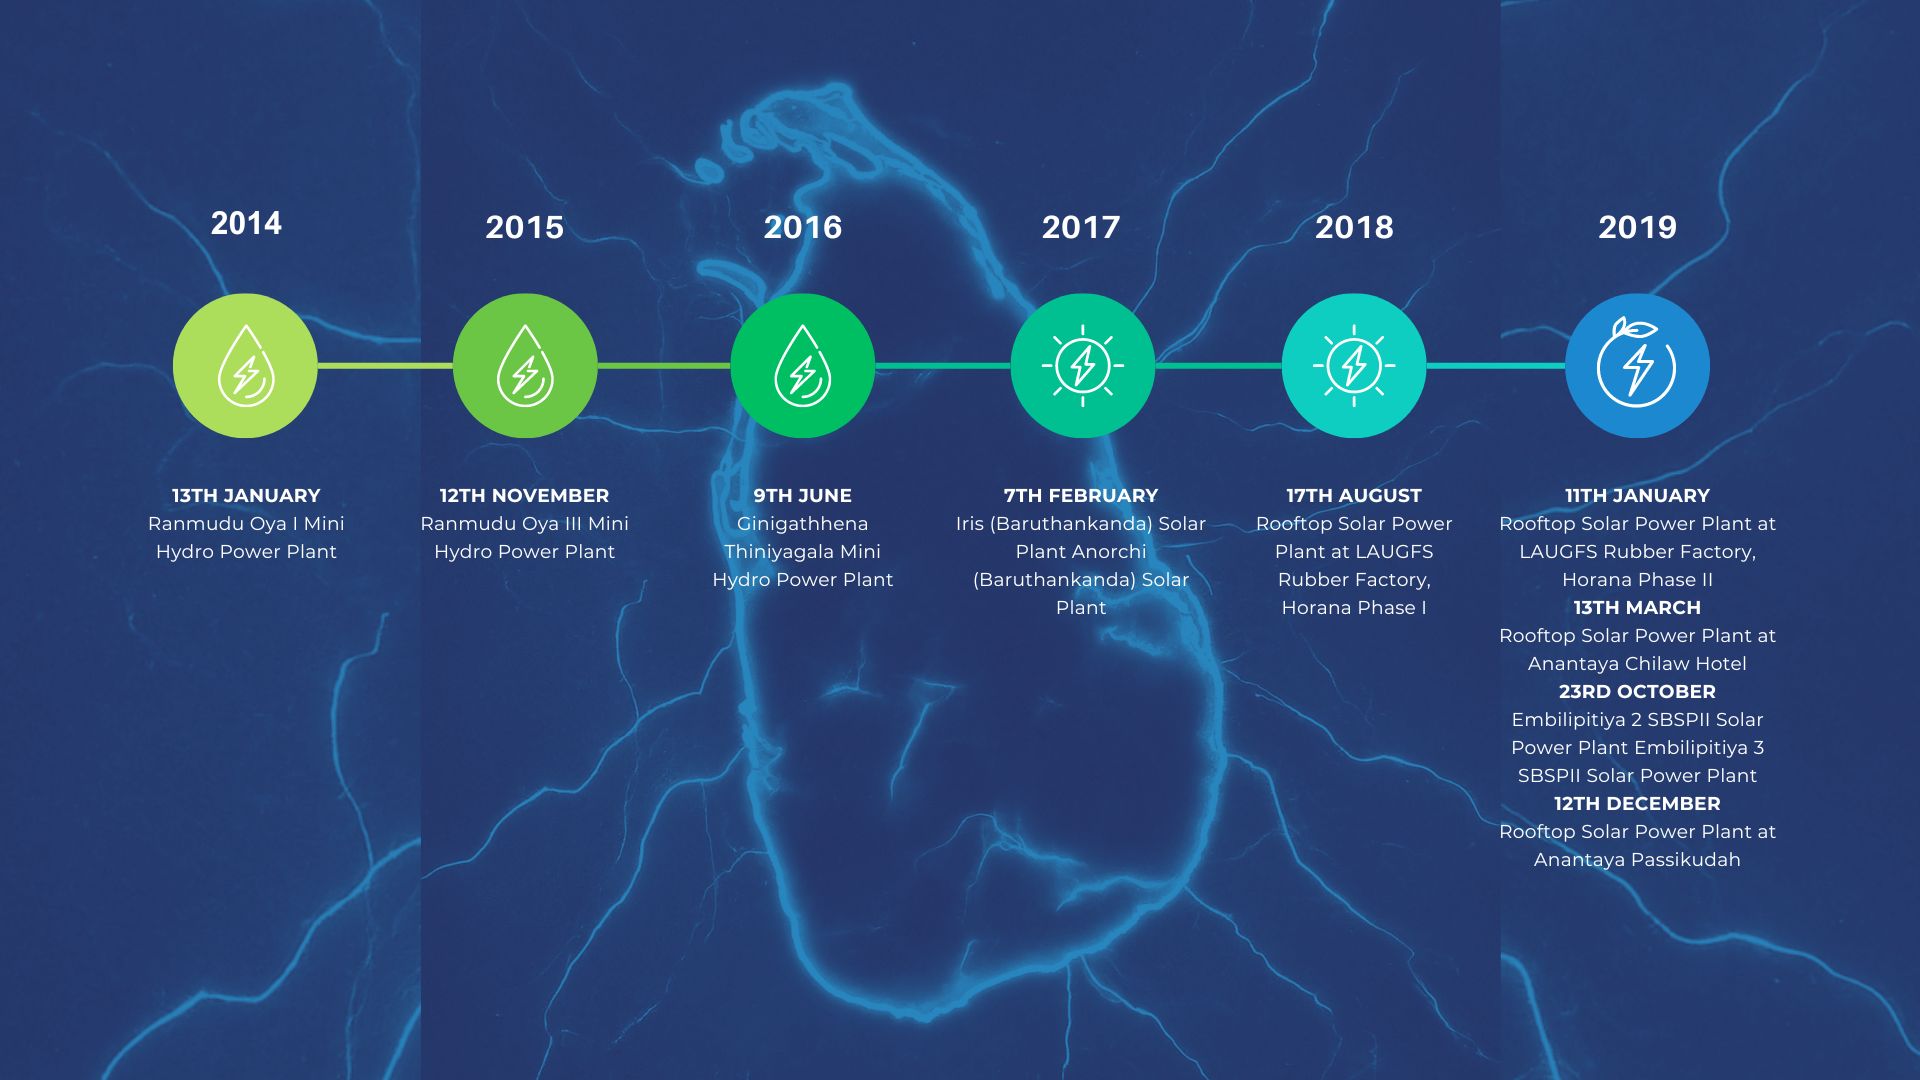 2014
13TH JANUARY
Ranmudu Oya I Mini
Hydro Power Plant
2015
12TH NOVEMBER
Ranmudu Oya III Mini
Hydro Power Plant
2016
9TH JUNE
Ginigathhena
Thiniyagala Mini
Hydro Power Plant
2017
7TH FEBRUARY
Iris (Baruthankanda) Solar
Plant Anorchi
(Baruthankanda) Solar
Plant
2018
17TH AUGUST
Rooftop Solar Power
Plant at LAUGFS
Rubber Factory,
Horana Phase I
2019
11TH JANUARY
Rooftop Solar Power Plant at
LAUGFS Rubber Factory,
Horana Phase II
13TH MARCH
Rooftop Solar Power Plant at
Anantaya Chilaw Hotel
23RD OCTOBER
Embilipitiya 2 SBSPII Solar
Power Plant Embilipitiya 3
SBSPII Solar Power Plant
12TH DECEMBER
Rooftop Solar Power Plant at
Anantaya Passikudah